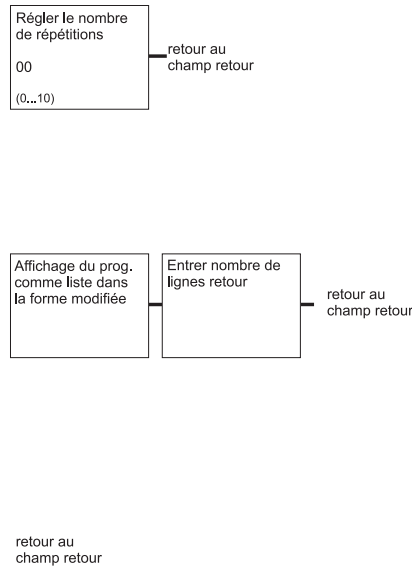 Régler le nombre
de répétitions
00
(0...10)
retour au
champ retour
Affichage du prog.
comme liste dans
la forme modifiée
Entrer nombre de
lignes retour
retour au
champ retour
retour au
champ retour